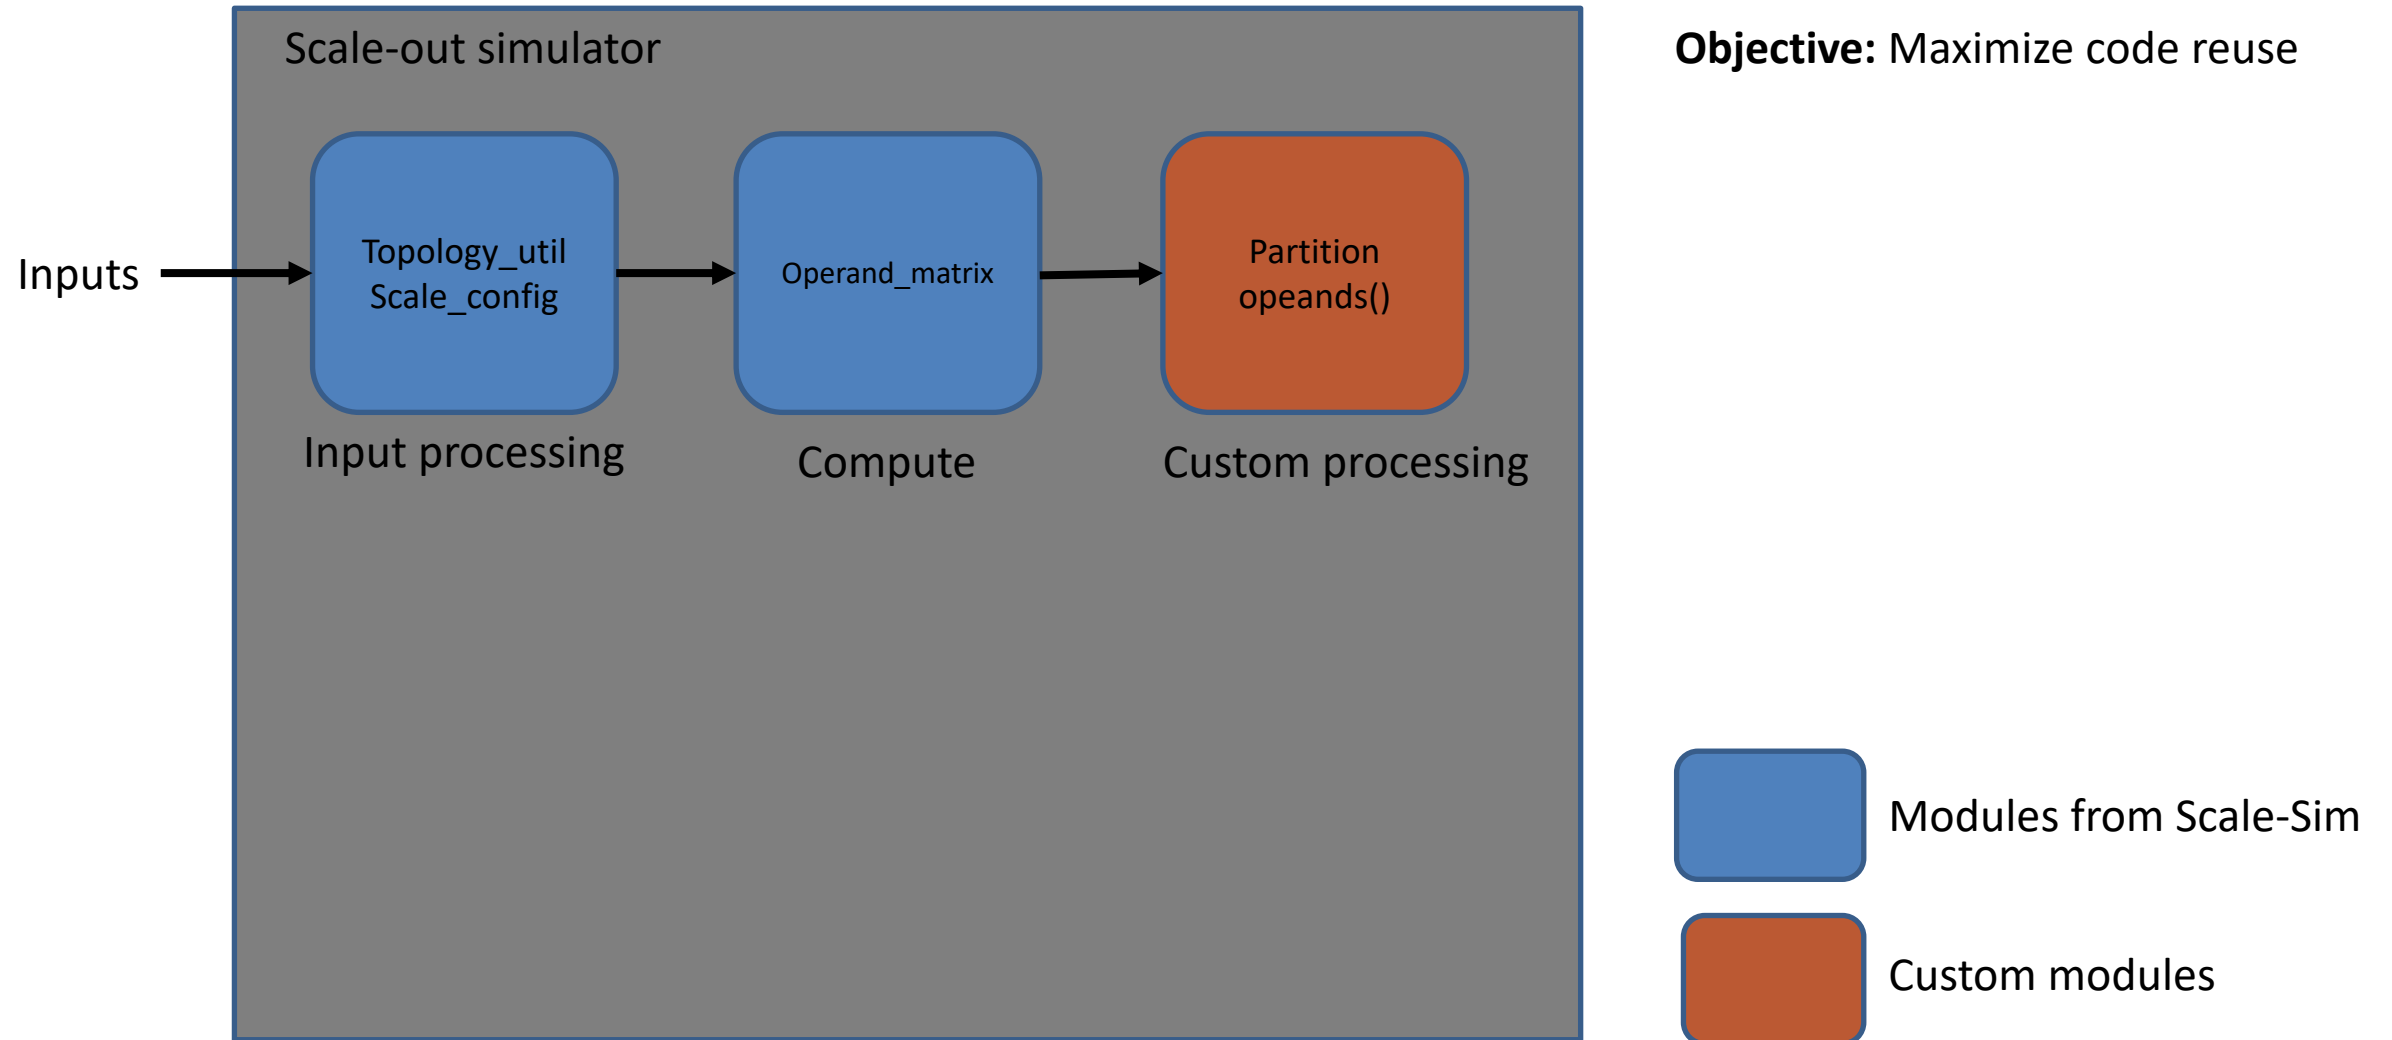 Scale-out simulator
Objective: Maximize code reuse
Inputs
Topology_util
Scale_config
Operand_matrix
Partition
opeands()
Input processing
Compute
Custom processing
Modules from Scale-Sim
Custom modules